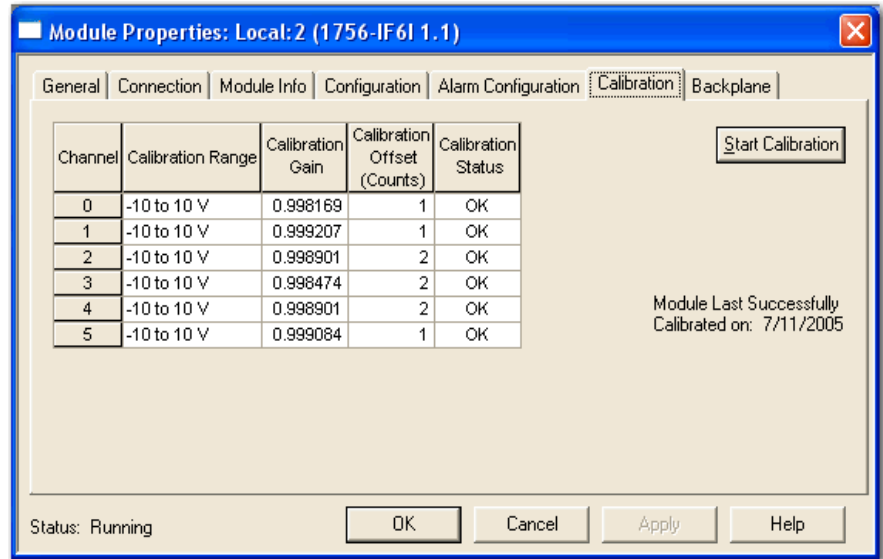 Module Properties: Local:2 (1756-IF6I 1.1)
General Connection Module Info Configuration Alarm Configuration Calibration Backplane
Channel Calibration Range Calibration Gain Calibration Offset (Counts) Calibration Status
0 -10 to 10 V 0.998169 1 OK
1 -10 to 10 V 0.999207 1 OK
2 -10 to 10 V 0.998901 2 OK
3 -10 to 10 V 0.998474 2 OK
4 -10 to 10 V 0.998901 2 OK
5 -10 to 10 V 0.999084 1 OK
Start Calibration
Module Last Successfully
Calibrated on: 7/11/2005
Status: Running
OK Cancel Apply Help